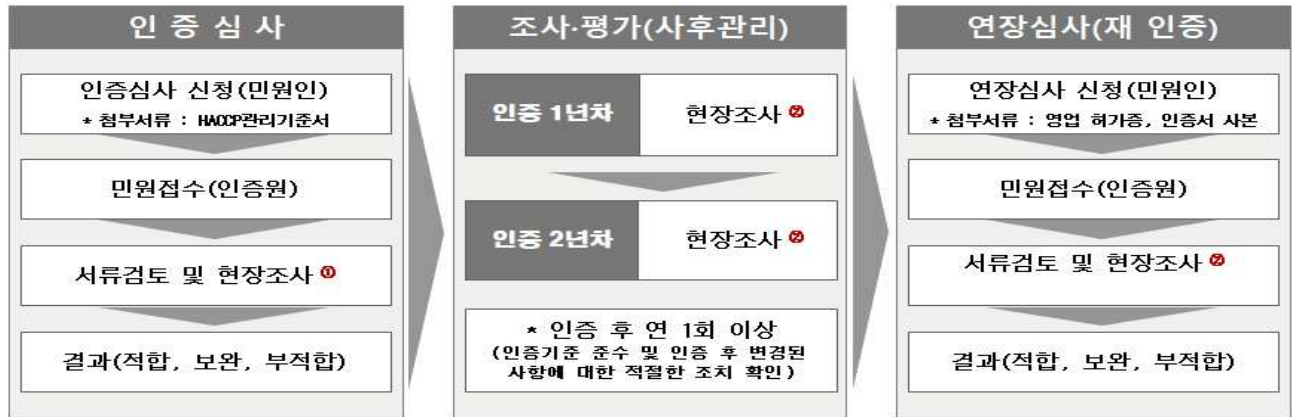 인 증 심 사
인증심사 신청(민원인)
* 첨부서류 : HACCP관리기준서
민원접수(인증원)
서류검토 및 현장조사 ①
결과(적합, 보완, 부적합)
조사·평가(사후관리)
인증 1년차
현장조사 ②
인증 2년차
현장조사 ②
* 인증 후 연 1회 이상
(인증기준 준수 및 인증 후 변경된
사항에 대한 적절한 조치 확인)
연장심사(재 인증)
연장심사 신청(민원인)
* 첨부서류 : 영업 허가증, 인증서 사본
민원접수(인증원)
서류검토 및 현장조사 ②
결과(적합, 보완, 부적합)